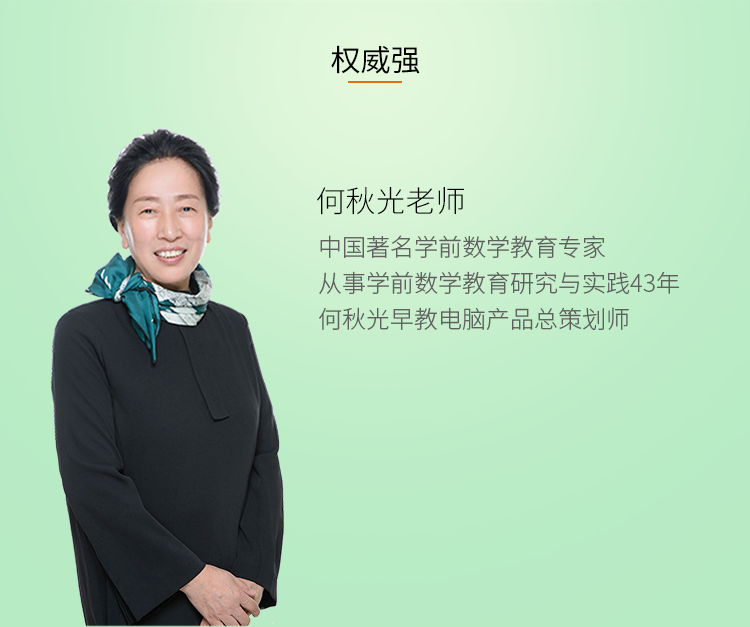 权威强
何秋光老师
中国著名学前数学教育专家
从事学前数学教育研究与实践43年
何秋光早教电脑产品总策划师